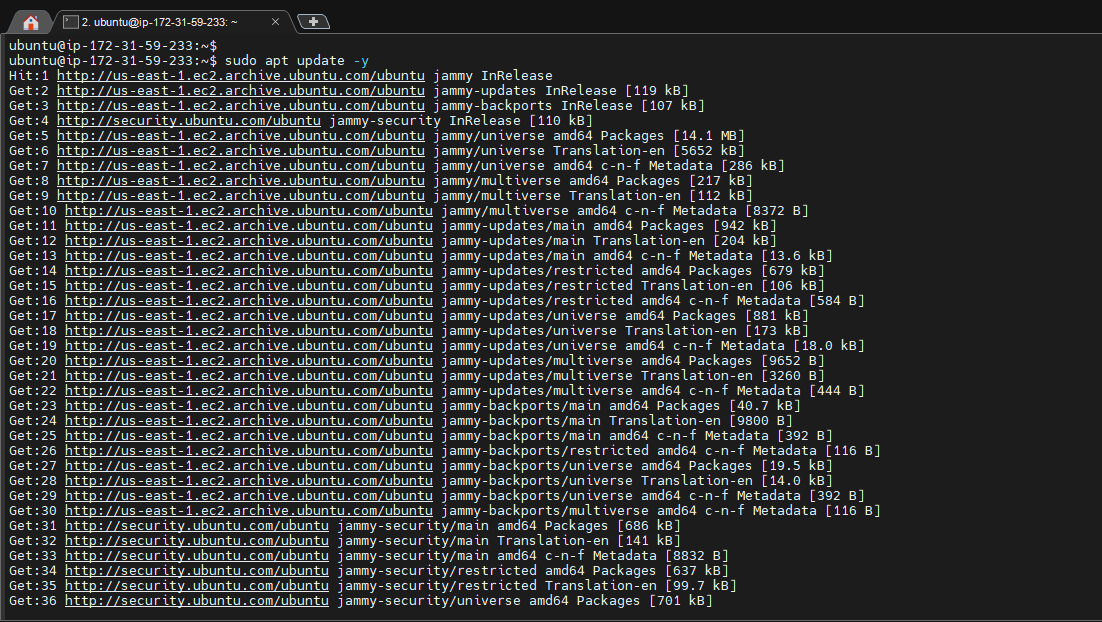 2. ubuntu@ip-172-31-59-233: ~
ubuntu@ip-172-31-59-233:~$
ubuntu@ip-172-31-59-233:~$ sudo apt update -y
Hit:1 http://us-east-1.ec2.archive.ubuntu.com/ubuntu jammy InRelease
Get:2 http://us-east-1.ec2.archive.ubuntu.com/ubuntu jammy-updates InRelease [119 kB]
Get:3 http://us-east-1.ec2.archive.ubuntu.com/ubuntu jammy-backports InRelease [107 kB]
Get:4 http://security.ubuntu.com/ubuntu jammy-security InRelease [110 kB]
Get:5 http://us-east-1.ec2.archive.ubuntu.com/ubuntu jammy/universe amd64 Packages [14.1 MB]
Get:6 http://us-east-1.ec2.archive.ubuntu.com/ubuntu jammy/universe Translation-en [5652 kB]
Get:7 http://us-east-1.ec2.archive.ubuntu.com/ubuntu jammy/universe amd64 c-n-f Metadata [286 kB]
Get:8 http://us-east-1.ec2.archive.ubuntu.com/ubuntu jammy/multiverse amd64 Packages [217 kB]
Get:9 http://us-east-1.ec2.archive.ubuntu.com/ubuntu jammy/multiverse Translation-en [112 kB]
Get:10 http://us-east-1.ec2.archive.ubuntu.com/ubuntu jammy/multiverse amd64 c-n-f Metadata [8372 B]
Get:11 http://us-east-1.ec2.archive.ubuntu.com/ubuntu jammy-updates/main amd64 Packages [942 kB]
Get:12 http://us-east-1.ec2.archive.ubuntu.com/ubuntu jammy-updates/main Translation-en [204 kB]
Get:13 http://us-east-1.ec2.archive.ubuntu.com/ubuntu jammy-updates/main amd64 c-n-f Metadata [13.6 kB]
Get:14 http://us-east-1.ec2.archive.ubuntu.com/ubuntu jammy-updates/restricted amd64 Packages [679 kB]
Get:15 http://us-east-1.ec2.archive.ubuntu.com/ubuntu jammy-updates/restricted Translation-en [106 kB]
Get:16 http://us-east-1.ec2.archive.ubuntu.com/ubuntu jammy-updates/restricted amd64 c-n-f Metadata [584 B]
Get:17 http://us-east-1.ec2.archive.ubuntu.com/ubuntu jammy-updates/universe amd64 Packages [881 kB]
Get:18 http://us-east-1.ec2.archive.ubuntu.com/ubuntu jammy-updates/universe Translation-en [173 kB]
Get:19 http://us-east-1.ec2.archive.ubuntu.com/ubuntu jammy-updates/universe amd64 c-n-f Metadata [18.0 kB]
Get:20 http://us-east-1.ec2.archive.ubuntu.com/ubuntu jammy-updates/multiverse amd64 Packages [9652 B]
Get:21 http://us-east-1.ec2.archive.ubuntu.com/ubuntu jammy-updates/multiverse Translation-en [3260 B]
Get:22 http://us-east-1.ec2.archive.ubuntu.com/ubuntu jammy-updates/multiverse amd64 c-n-f Metadata [444 B]
Get:23 http://us-east-1.ec2.archive.ubuntu.com/ubuntu jammy-backports/main amd64 Packages [40.7 kB]
Get:24 http://us-east-1.ec2.archive.ubuntu.com/ubuntu jammy-backports/main Translation-en [9800 B]
Get:25 http://us-east-1.ec2.archive.ubuntu.com/ubuntu jammy-backports/main amd64 c-n-f Metadata [392 B]
Get:26 http://us-east-1.ec2.archive.ubuntu.com/ubuntu jammy-backports/restricted amd64 c-n-f Metadata [116 B]
Get:27 http://us-east-1.ec2.archive.ubuntu.com/ubuntu jammy-backports/universe amd64 Packages [19.5 kB]
Get:28 http://us-east-1.ec2.archive.ubuntu.com/ubuntu jammy-backports/universe Translation-en [14.0 kB]
Get:29 http://us-east-1.ec2.archive.ubuntu.com/ubuntu jammy-backports/universe amd64 c-n-f Metadata [392 B]
Get:30 http://us-east-1.ec2.archive.ubuntu.com/ubuntu jammy-backports/multiverse amd64 c-n-f Metadata [116 B]
Get:31 http://security.ubuntu.com/ubuntu jammy-security/main amd64 Packages [686 kB]
Get:32 http://security.ubuntu.com/ubuntu jammy-security/main Translation-en [141 kB]
Get:33 http://security.ubuntu.com/ubuntu jammy-security/main amd64 c-n-f Metadata [8832 B]
Get:34 http://security.ubuntu.com/ubuntu jammy-security/restricted amd64 Packages [637 kB]
Get:35 http://security.ubuntu.com/ubuntu jammy-security/restricted Translation-en [99.7 kB]
Get:36 http://security.ubuntu.com/ubuntu jammy-security/universe amd64 Packages [701 kB]